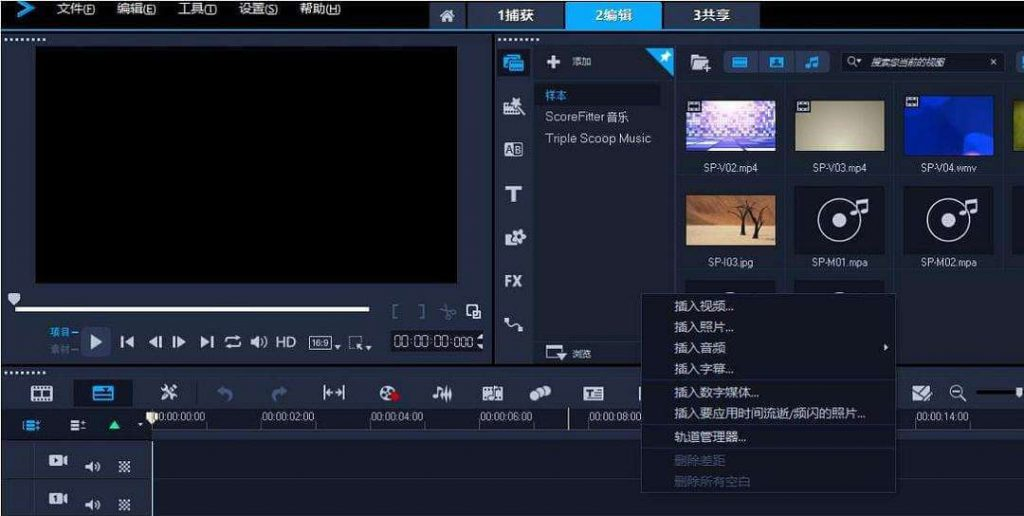 文件(F) 编辑(E) 工具(T) 设置(S) 帮助(H)
1捕获 2编辑 3共享
添加
搜索您当前的视图
样本
ScoreFitter 音乐
Triple Scoop Music
SP-V02.mp4 SP-V03.mp4 SP-V04.wmv
SP-I03.jpg SP-M01.mpa SP-M02.mpa
AB
T
FX
浏览
项目
素材
HD 16:9 00:00:00:000
插入视频...
插入照片...
插入音频
插入字幕...
插入数字媒体...
插入要应用时间流逝/频闪的照片...
轨道管理器...
删除差距
删除所有空白
00:00:00:00 00:00:02:00 00:00:04:00 00:00:06:00 00:00:08:00 00:00:14:00
1